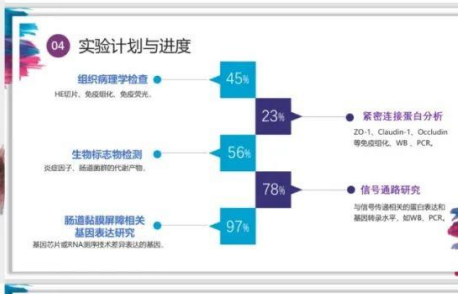 04 实验计划与进度
组织病理学检查
HE切片、免疫组化、免疫荧光。
45%
23%
紧密连接蛋白分析
ZO-1、Claudin-1、Occludin
等免疫组化、WB 、PCR。
生物标志物检测
炎症因子、肠道菌群的代谢产物。
56%
78%
信号通路研究
与信号传递相关的蛋白表达和
基因转录水平，如WB、PCR。
肠道黏膜屏障相关
基因表达研究
基因芯片或RNA测序技术差异表达的基因。
97%